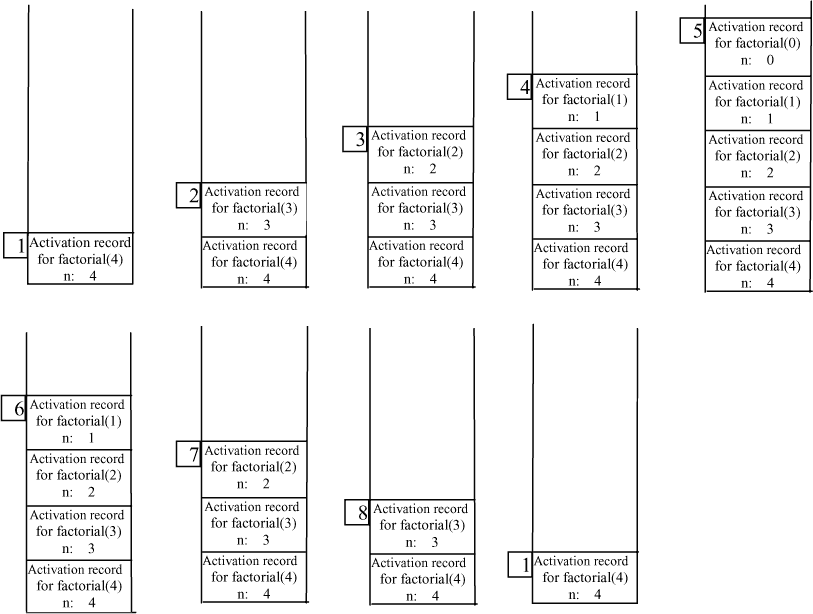 1
Activation record
for factorial(4)
n: 4
2
Activation record
for factorial(3)
n: 3
Activation record
for factorial(4)
n: 4
3
Activation record
for factorial(2)
n: 2
Activation record
for factorial(3)
n: 3
Activation record
for factorial(4)
n: 4
4
Activation record
for factorial(1)
n: 1
Activation record
for factorial(2)
n: 2
Activation record
for factorial(3)
n: 3
Activation record
for factorial(4)
n: 4
5
Activation record
for factorial(0)
n: 0
Activation record
for factorial(1)
n: 1
Activation record
for factorial(2)
n: 2
Activation record
for factorial(3)
n: 3
Activation record
for factorial(4)
n: 4
6
Activation record
for factorial(1)
n: 1
Activation record
for factorial(2)
n: 2
Activation record
for factorial(3)
n: 3
Activation record
for factorial(4)
n: 4
7
Activation record
for factorial(2)
n: 2
Activation record
for factorial(3)
n: 3
Activation record
for factorial(4)
n: 4
8
Activation record
for factorial(3)
n: 3
Activation record
for factorial(4)
n: 4
1
Activation record
for factorial(4)
n: 4